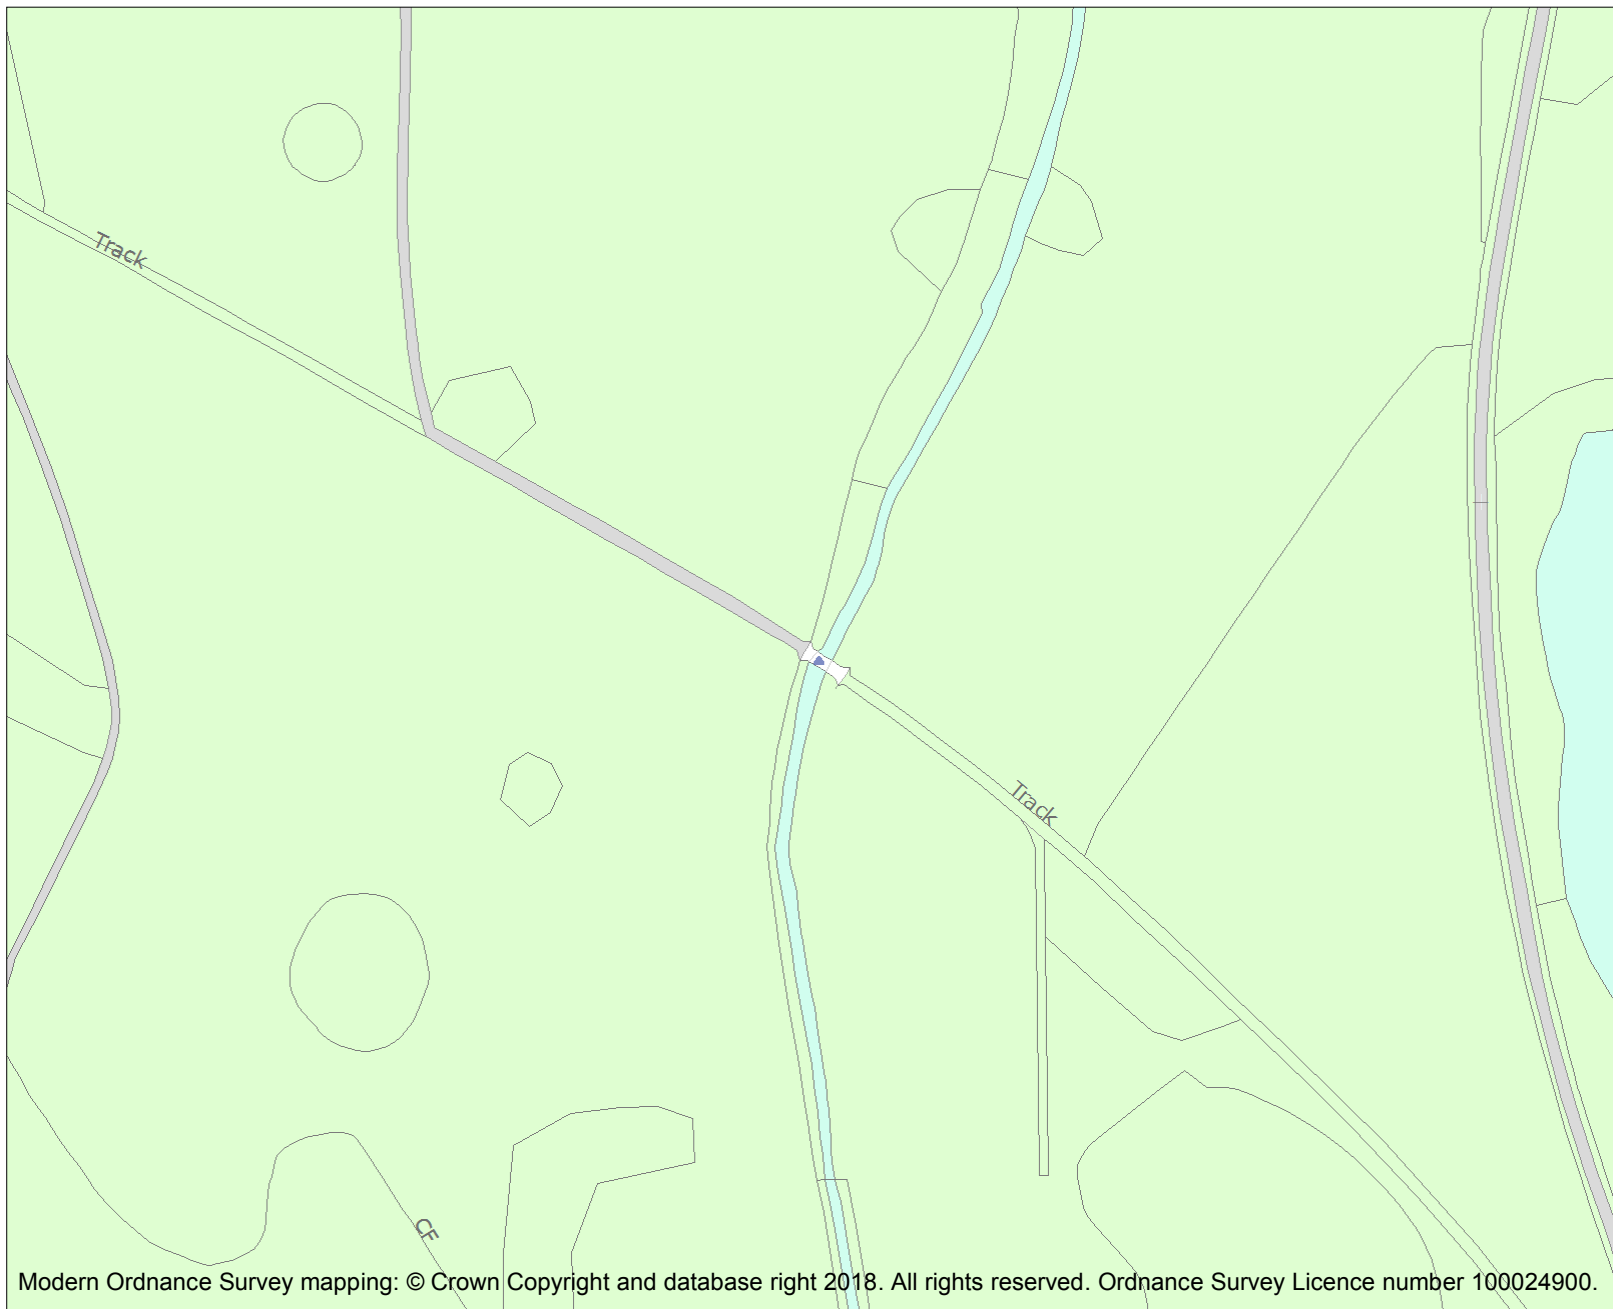 Track
Track
CF
Modern Ordnance Survey mapping: © Crown Copyright and database right 2018. All rights reserved. Ordnance Survey Licence number 100024900.